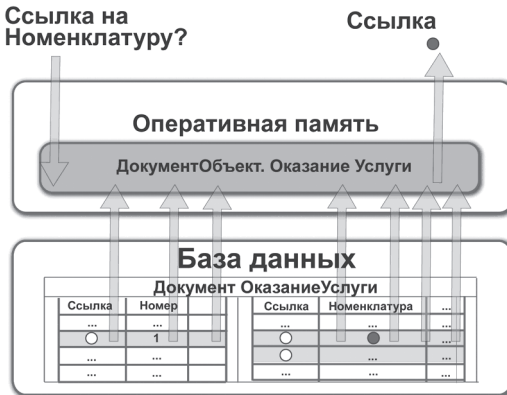 Ссылка на
Номенклатуру?
Ссылка
Оперативная память
ДокументОбъект. Оказание Услуги
База данных
Документ ОказаниеУслуги
Ссылка Номер
... ...
1
... ...
... ...
Ссылка Номенклатура ...
... ... ...
...
... ...
... ... ...